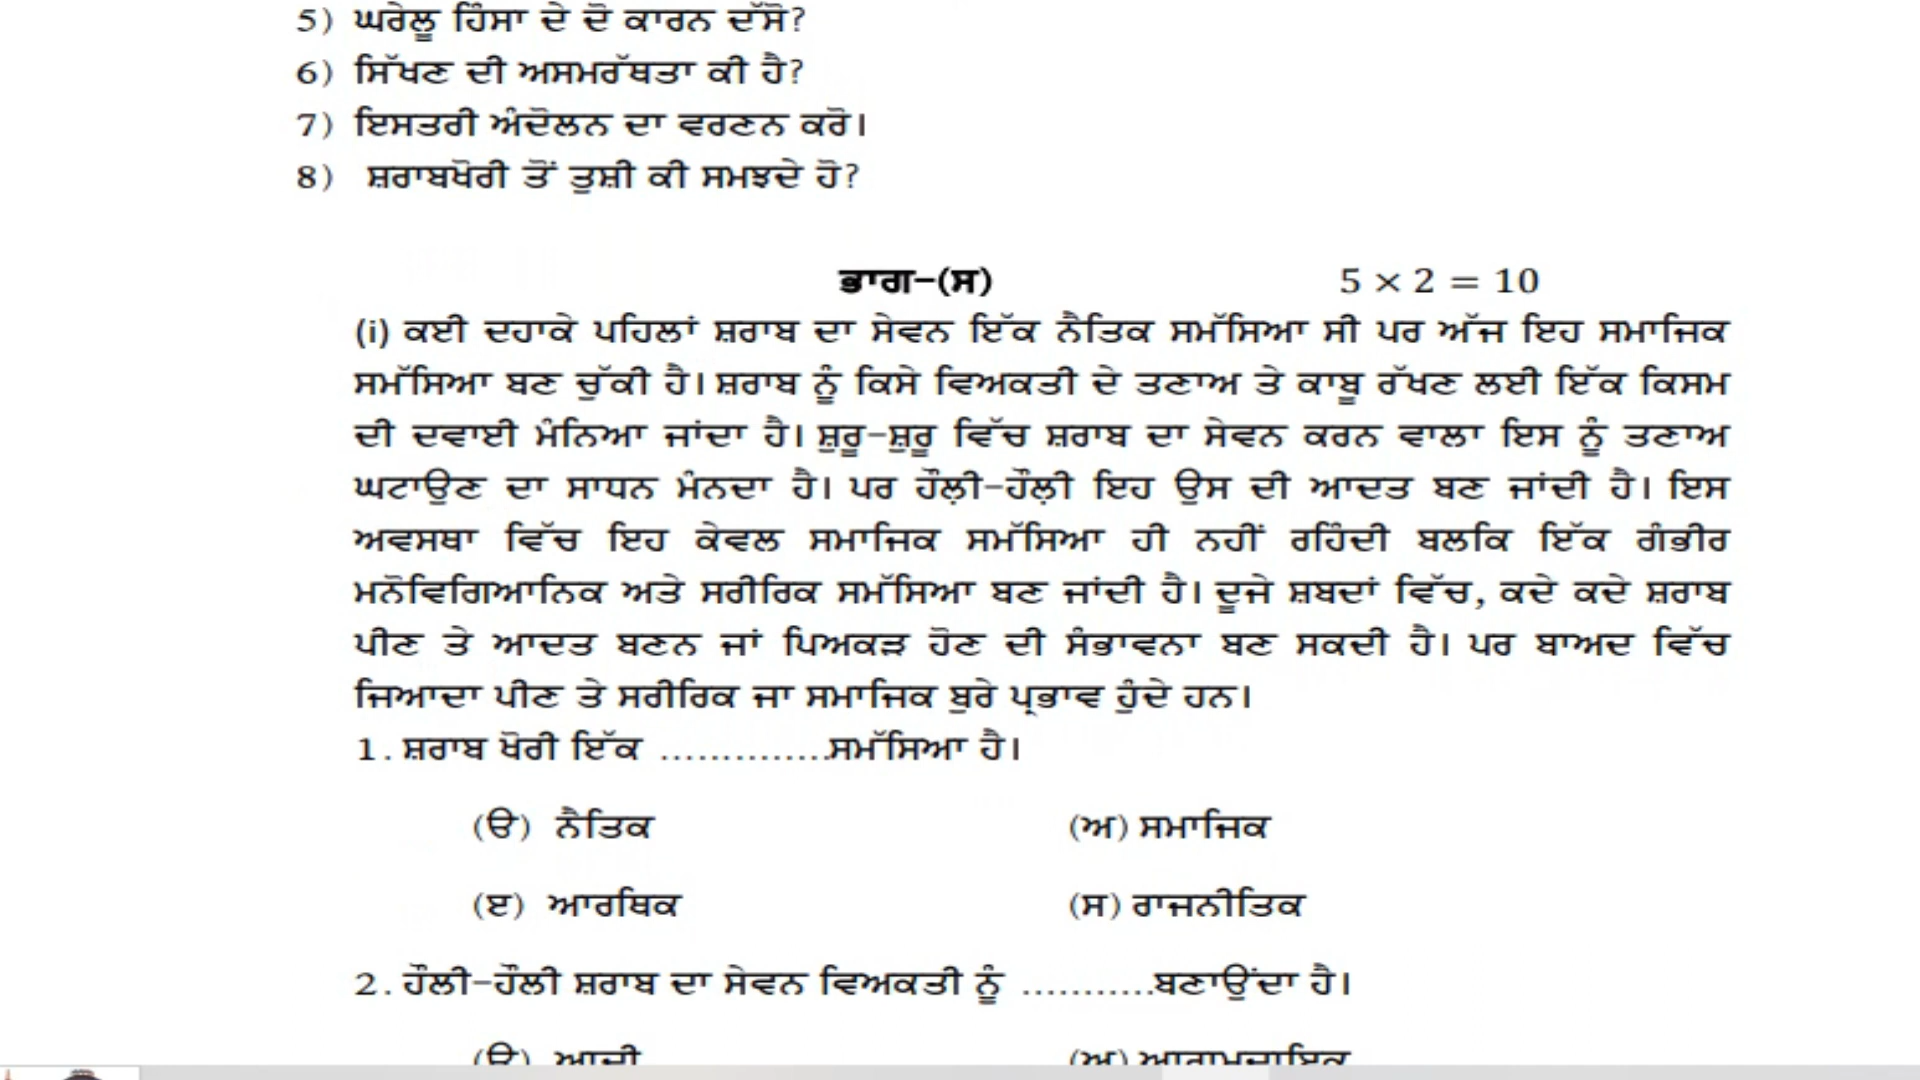 5) ਘਰੇਲੂ ਹਿੰਸਾ ਦੇ ਦੋ ਕਾਰਨ ਦੱਸੋ?
6) ਸਿੱਖਣ ਦੀ ਅਸਮਰੱਥਤਾ ਕੀ ਹੈ?
7) ਇਸਤਰੀ ਅੰਦੋਲਨ ਦਾ ਵਰਣਨ ਕਰੋ।
8) ਸ਼ਰਾਬਖੋਰੀ ਤੋਂ ਤੁਸ਼ੀ ਕੀ ਸਮਝਦੇ ਹੋ?
ਭਾਗ-(ਸ) 5 × 2 = 10
(i) ਕਈ ਦਹਾਕੇ ਪਹਿਲਾਂ ਸ਼ਰਾਬ ਦਾ ਸੇਵਨ ਇੱਕ ਨੈਤਿਕ ਸਮੱਸਿਆ ਸੀ ਪਰ ਅੱਜ ਇਹ ਸਮਾਜਿਕ
ਸਮੱਸਿਆ ਬਣ ਚੁੱਕੀ ਹੈ। ਸ਼ਰਾਬ ਨੂੰ ਕਿਸੇ ਵਿਅਕਤੀ ਦੇ ਤਣਾਅ ਤੇ ਕਾਬੂ ਰੱਖਣ ਲਈ ਇੱਕ ਕਿਸਮ
ਦੀ ਦਵਾਈ ਮੰਨਿਆ ਜਾਂਦਾ ਹੈ। ਸ਼ੁਰੂ-ਸ਼ੁਰੂ ਵਿੱਚ ਸ਼ਰਾਬ ਦਾ ਸੇਵਨ ਕਰਨ ਵਾਲਾ ਇਸ ਨੂੰ ਤਣਾਅ
ਘਟਾਉਣ ਦਾ ਸਾਧਨ ਮੰਨਦਾ ਹੈ। ਪਰ ਹੌਲ਼ੀ-ਹੌਲ਼ੀ ਇਹ ਉਸ ਦੀ ਆਦਤ ਬਣ ਜਾਂਦੀ ਹੈ। ਇਸ
ਅਵਸਥਾ ਵਿੱਚ ਇਹ ਕੇਵਲ ਸਮਾਜਿਕ ਸਮੱਸਿਆ ਹੀ ਨਹੀਂ ਰਹਿੰਦੀ ਬਲਕਿ ਇੱਕ ਗੰਭੀਰ
ਮਨੋਵਿਗਿਆਨਿਕ ਅਤੇ ਸਰੀਰਿਕ ਸਮੱਸਿਆ ਬਣ ਜਾਂਦੀ ਹੈ। ਦੂਜੇ ਸ਼ਬਦਾਂ ਵਿੱਚ, ਕਦੇ ਕਦੇ ਸ਼ਰਾਬ
ਪੀਣ ਤੇ ਆਦਤ ਬਣਨ ਜਾਂ ਪਿਅਕੜ ਹੋਣ ਦੀ ਸੰਭਾਵਨਾ ਬਣ ਸਕਦੀ ਹੈ। ਪਰ ਬਾਅਦ ਵਿੱਚ
ਜਿਆਦਾ ਪੀਣ ਤੇ ਸਰੀਰਿਕ ਜਾ ਸਮਾਜਿਕ ਬੁਰੇ ਪ੍ਰਭਾਵ ਹੁੰਦੇ ਹਨ।
1. ਸ਼ਰਾਬ ਖੋਰੀ ਇੱਕ ..............ਸਮੱਸਿਆ ਹੈ।
(ੳ) ਨੈਤਿਕ (ਅ) ਸਮਾਜਿਕ
(ੲ) ਆਰਥਿਕ (ਸ) ਰਾਜਨੀਤਿਕ
2. ਹੌਲੀ-ਹੌਲੀ ਸ਼ਰਾਬ ਦਾ ਸੇਵਨ ਵਿਅਕਤੀ ਨੂੰ ...........ਬਣਾਉਂਦਾ ਹੈ।
(ੳ) ਆਦੀ (ਅ) ਆਰਾਮਦਾਇਕ